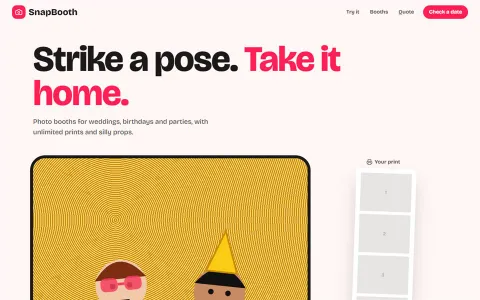 SnapBooth
Try it
Booths
Quote
Check a date
Strike a pose. Take it
home.
Photo booths for weddings, birthdays and parties, with
unlimited prints and silly props.
Your print
1